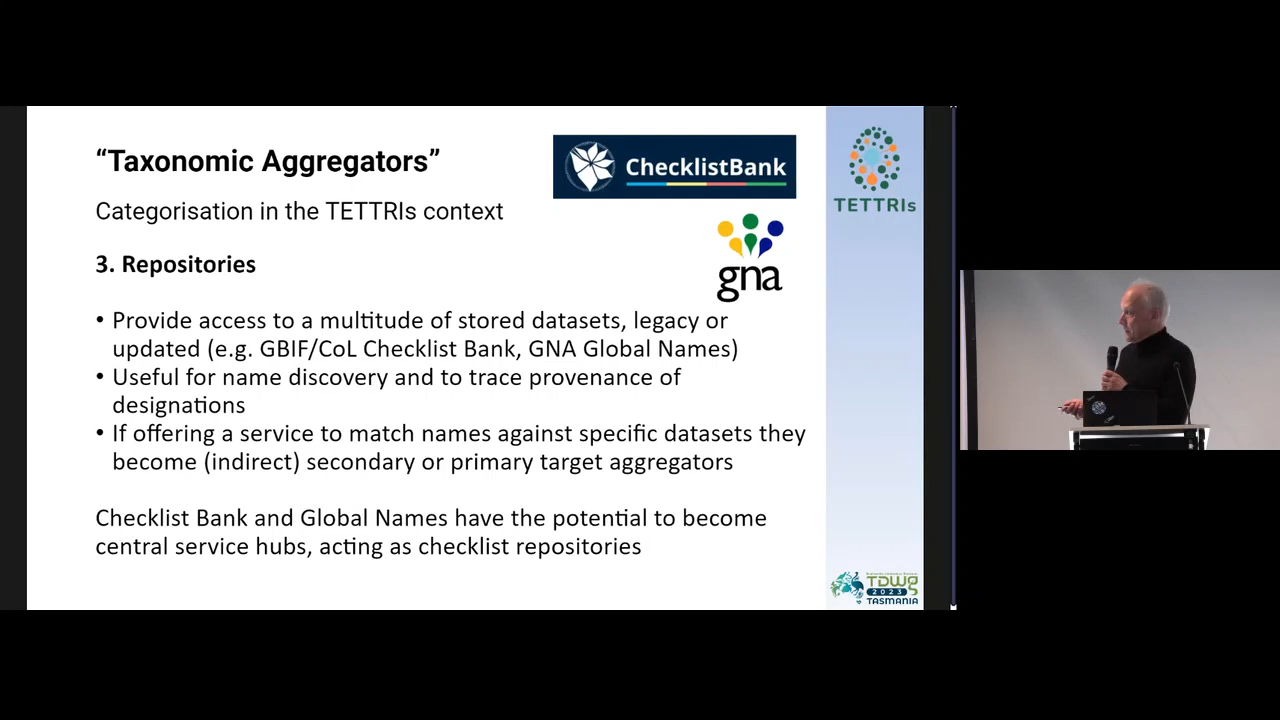 “Taxonomic Aggregators”
Categorisation in the TETTRIs context
3. Repositories
• Provide access to a multitude of stored datasets, legacy or
updated (e.g. GBIF/CoL Checklist Bank, GNA Global Names)
• Useful for name discovery and to trace provenance of
designations
• If offering a service to match names against specific datasets they
become (indirect) secondary or primary target aggregators
Checklist Bank and Global Names have the potential to become
central service hubs, acting as checklist repositories
ChecklistBank
gna
TETTRIs
TDWG
2023
TASMANIA